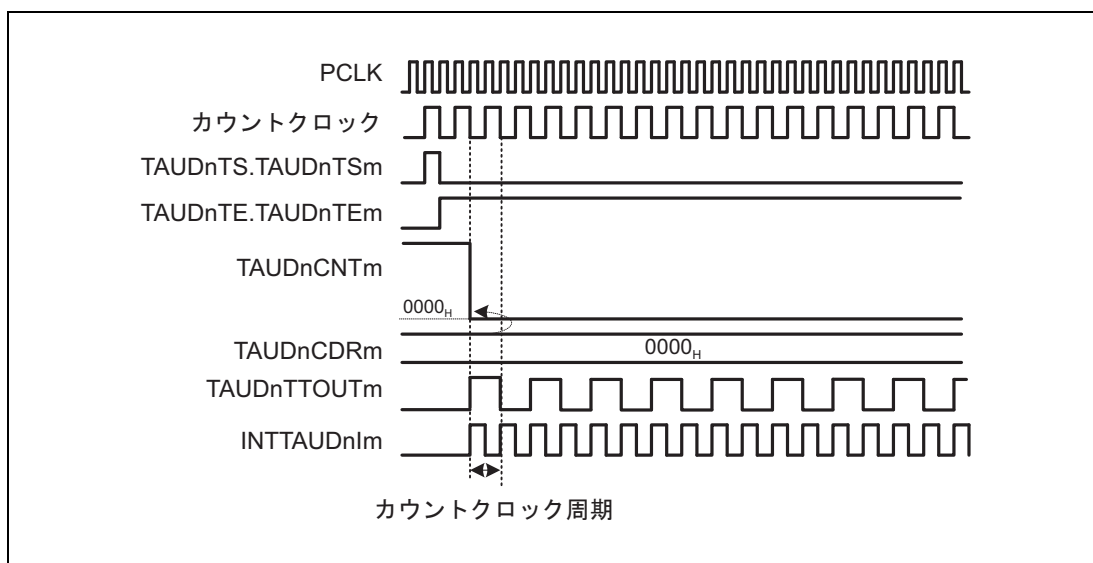 PCLK
カウントクロック
TAUDnTS.TAUDnTSm
TAUDnTE.TAUDnTEm
TAUDnCNTm
0000H
TAUDnCDRm
0000H
TAUDnTTOUTm
INTTAUDnIm
カウントクロック周期